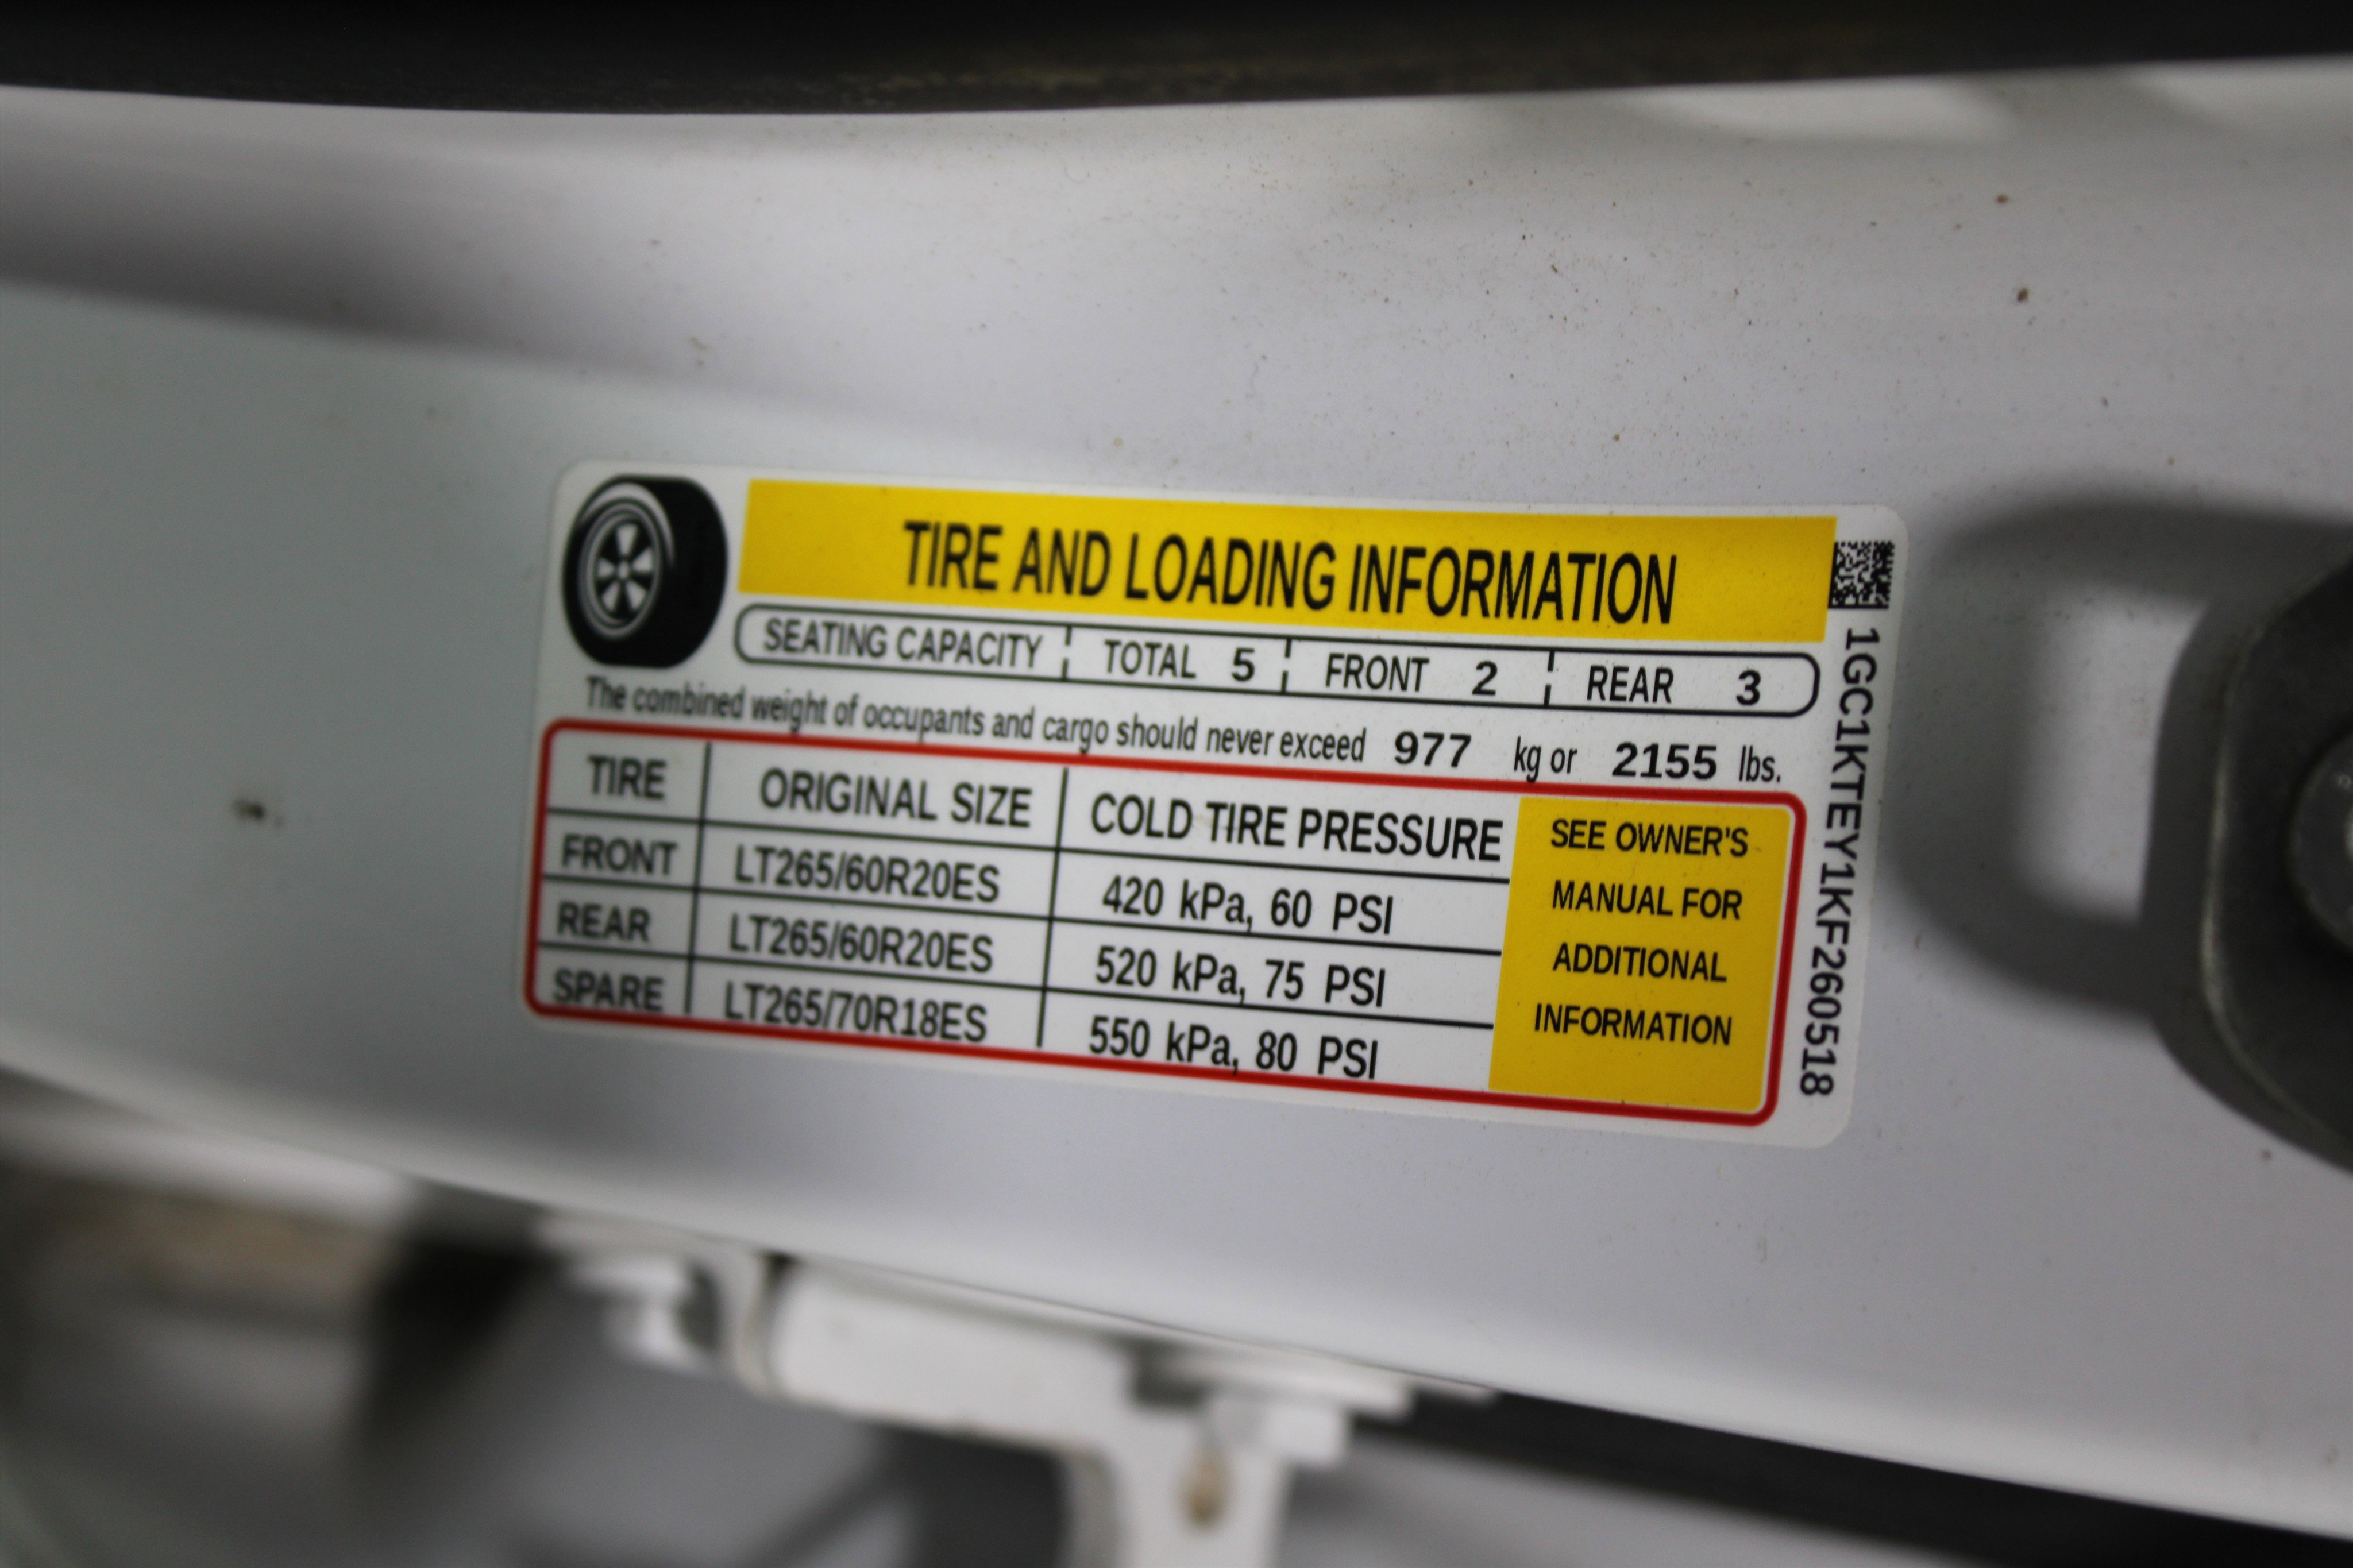 TIRE AND LOADING INFORMATION
SEATING CAPACITY TOTAL 5 FRONT 2 REAR 3
The combined weight of occupants and cargo should never exceed 977 kg or 2155 lbs.
TIRE ORIGINAL SIZE COLD TIRE PRESSURE
FRONT LT265/60R20ES 420 kPa, 60 PSI
REAR LT265/60R20ES 520 kPa, 75 PSI
SPARE LT265/70R18ES 550 kPa, 80 PSI
SEE OWNER'S
MANUAL FOR
ADDITIONAL
INFORMATION
1GC1KTEY1KF260518